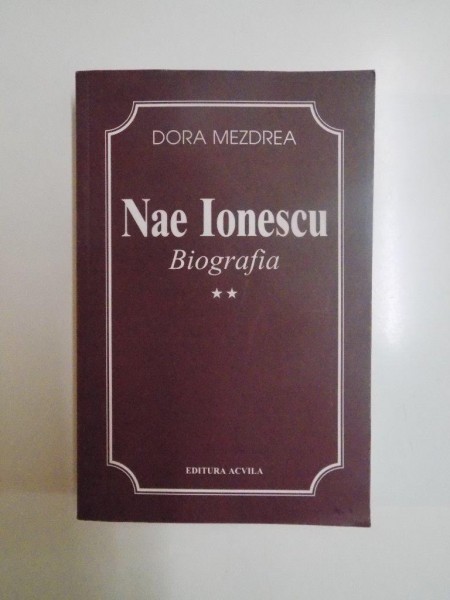 DORA MEZDREA
Nae Ionescu
Biografia
★★
EDITURA ACVILA